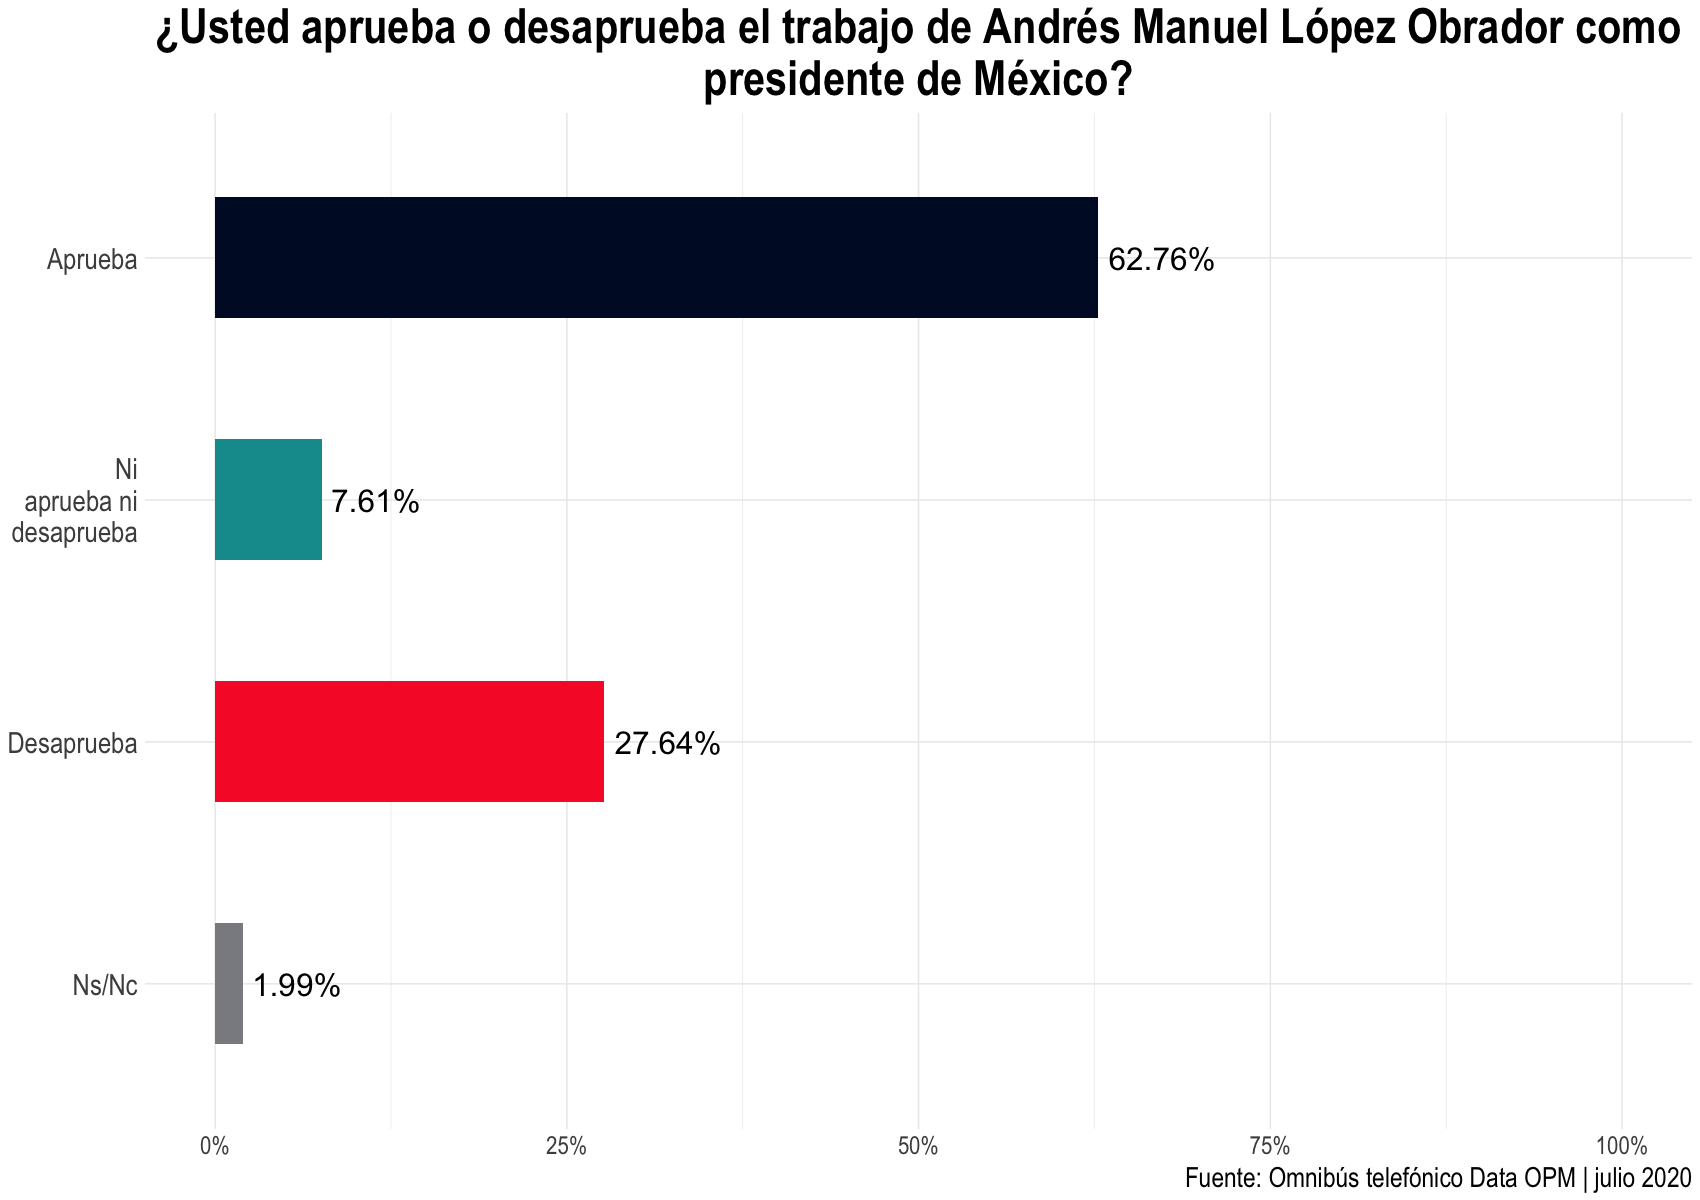 ¿Usted aprueba o desaprueba el trabajo de Andrés Manuel López Obrador como
presidente de México?
Aprueba
62.76%
Ni
aprueba ni
desaprueba
7.61%
Desaprueba
27.64%
Ns/Nc
1.99%
0%
25%
50%
75%
100%
Fuente: Omnibús telefónico Data OPM | julio 2020